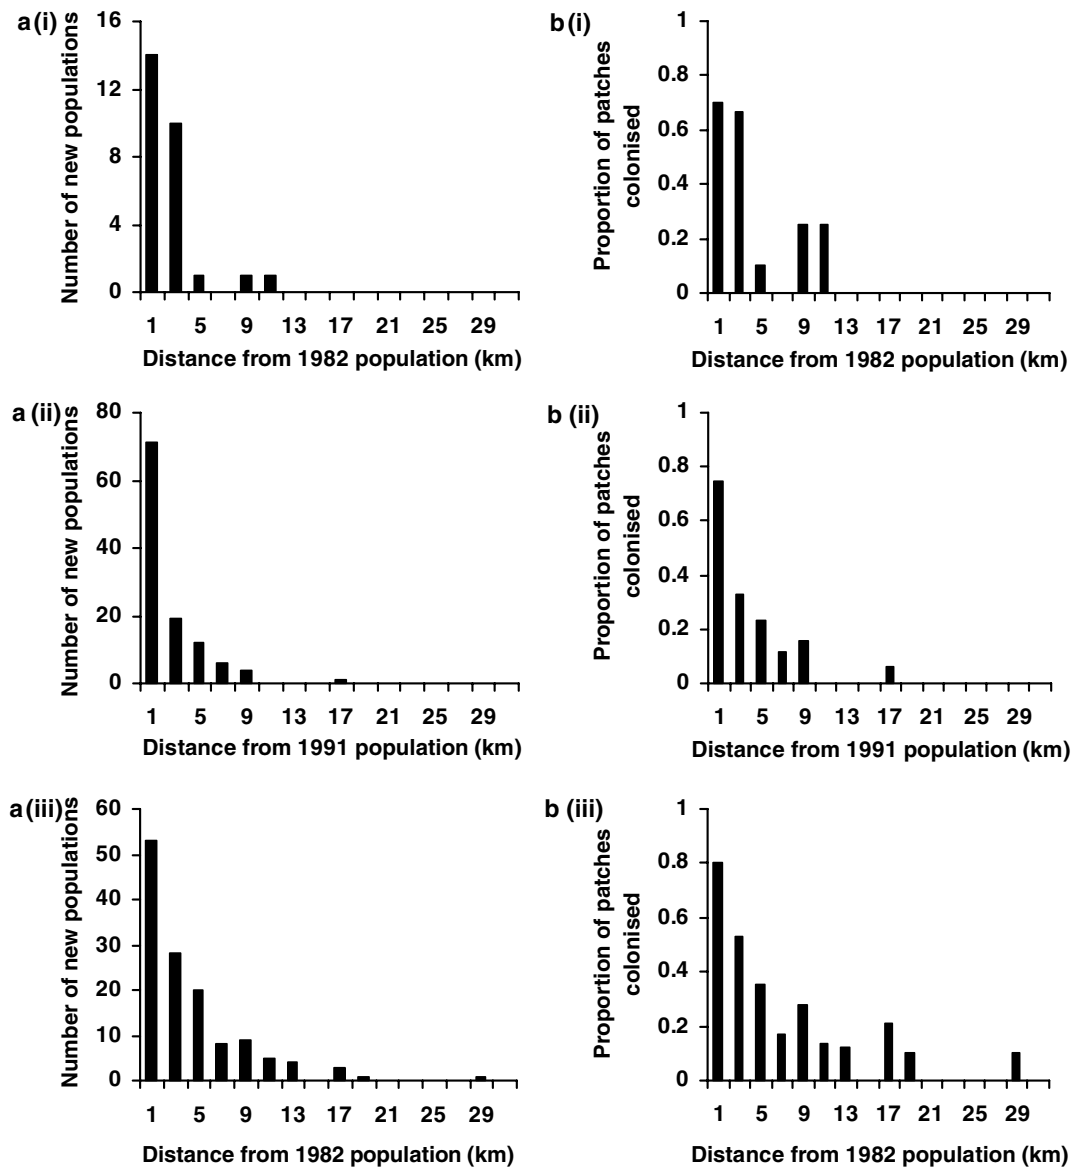 a(i)
Number of new populations
16
12
8
4
0
1 5 9 13 17 21 25 29
Distance from 1982 population (km)
b(i)
Proportion of patches
colonised
1
0.8
0.6
0.4
0.2
0
1 5 9 13 17 21 25 29
Distance from 1982 population (km)
a (ii)
Number of new populations
80
60
40
20
0
1 5 9 13 17 21 25 29
Distance from 1991 population (km)
b (ii)
Proportion of patches
colonised
1
0.8
0.6
0.4
0.2
0
1 5 9 13 17 21 25 29
Distance from 1991 population (km)
a(iii)
Number of new populations
60
50
40
30
20
10
0
1 5 9 13 17 21 25 29
Distance from 1982 population (km)
b (iii)
Proportion of patches
colonised
1
0.8
0.6
0.4
0.2
0
1 5 9 13 17 21 25 29
Distance from 1982 population (km)